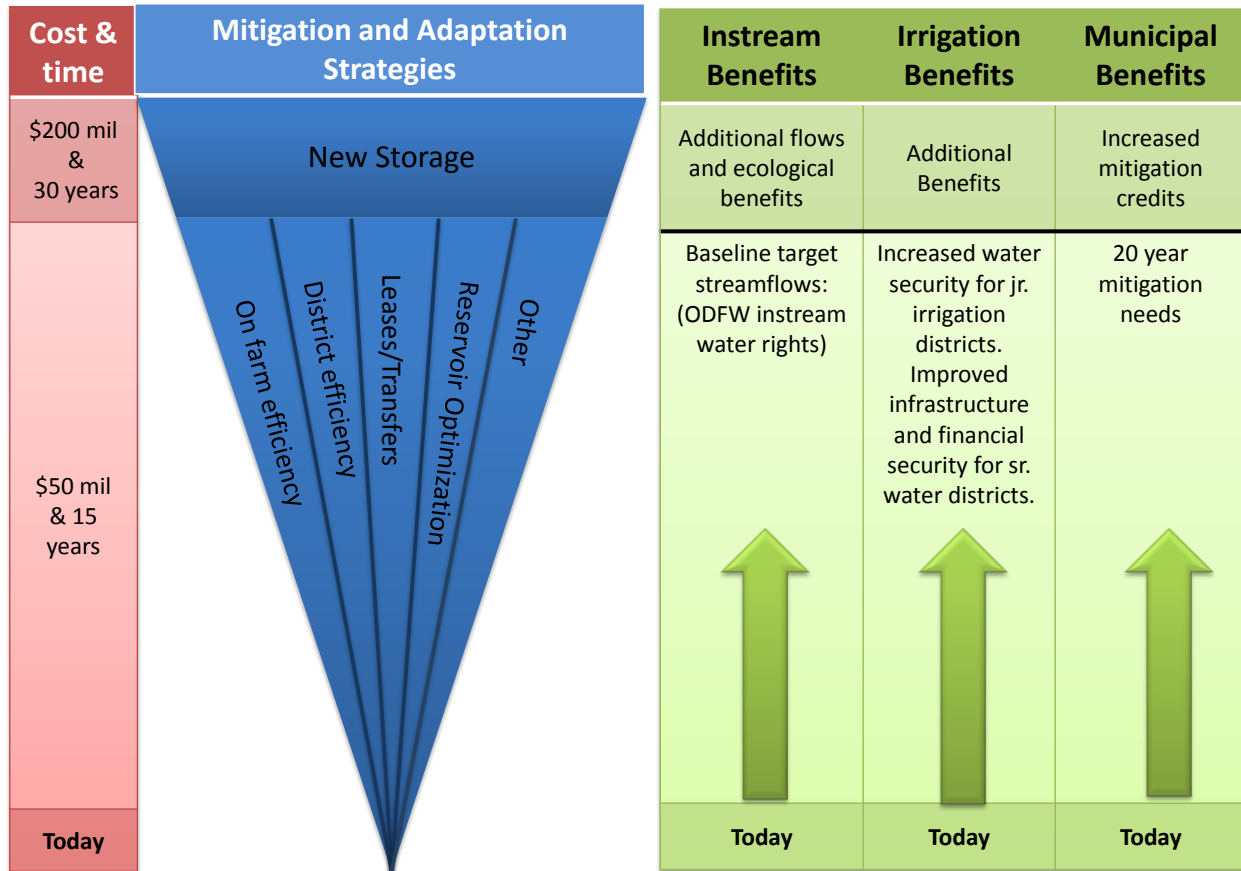 Cost &
time
Mitigation and Adaptation
Strategies
Instream
Benefits
Irrigation
Benefits
Municipal
Benefits
$200 mil
&
30 years
New Storage
Additional flows
and ecological
benefits
Additional
Benefits
Increased
mitigation
credits
$50 mil
& 15
years
On farm efficiency
District efficiency
Leases/Transfers
Reservoir Optimization
Other
Baseline target
streamflows:
(ODFW instream
water rights)
Increased water
security for jr.
irrigation
districts.
Improved
infrastructure
and financial
security for sr.
water districts.
20 year
mitigation
needs
Today
Today
Today
Today